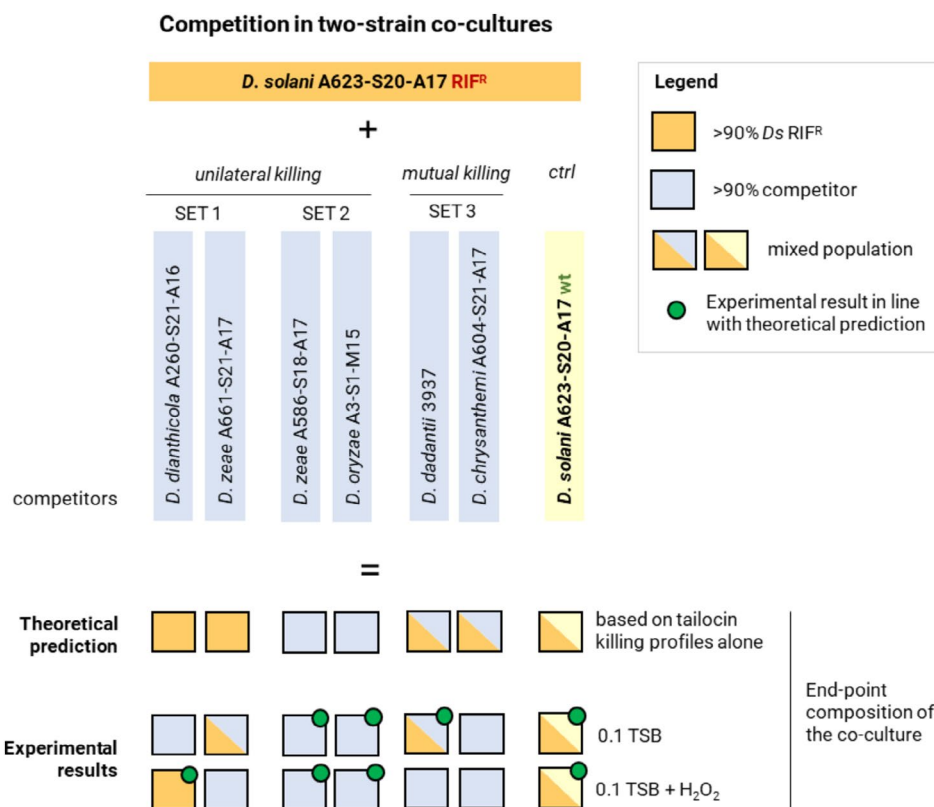 Competition in two-strain co-cultures
D. solani A623-S20-A17 RIFᴿ
+
unilateral killing
mutual killing
ctrl
SET 1
SET 2
SET 3
competitors
D. dianthicola A260-S21-A16
D. zeae A661-S21-A17
D. zeae A586-S18-A17
D. oryzae A3-S1-M15
D. dadantii 3937
D. chrysanthemi A604-S21-A17
D. solani A623-S20-A17 wt
Legend
>90% Ds RIFᴿ
>90% competitor
mixed population
Experimental result in line
with theoretical prediction
=
Theoretical
prediction
based on tailocin
killing profiles alone
Experimental
results
0.1 TSB
0.1 TSB + H₂O₂
End-point
composition of
the co-culture